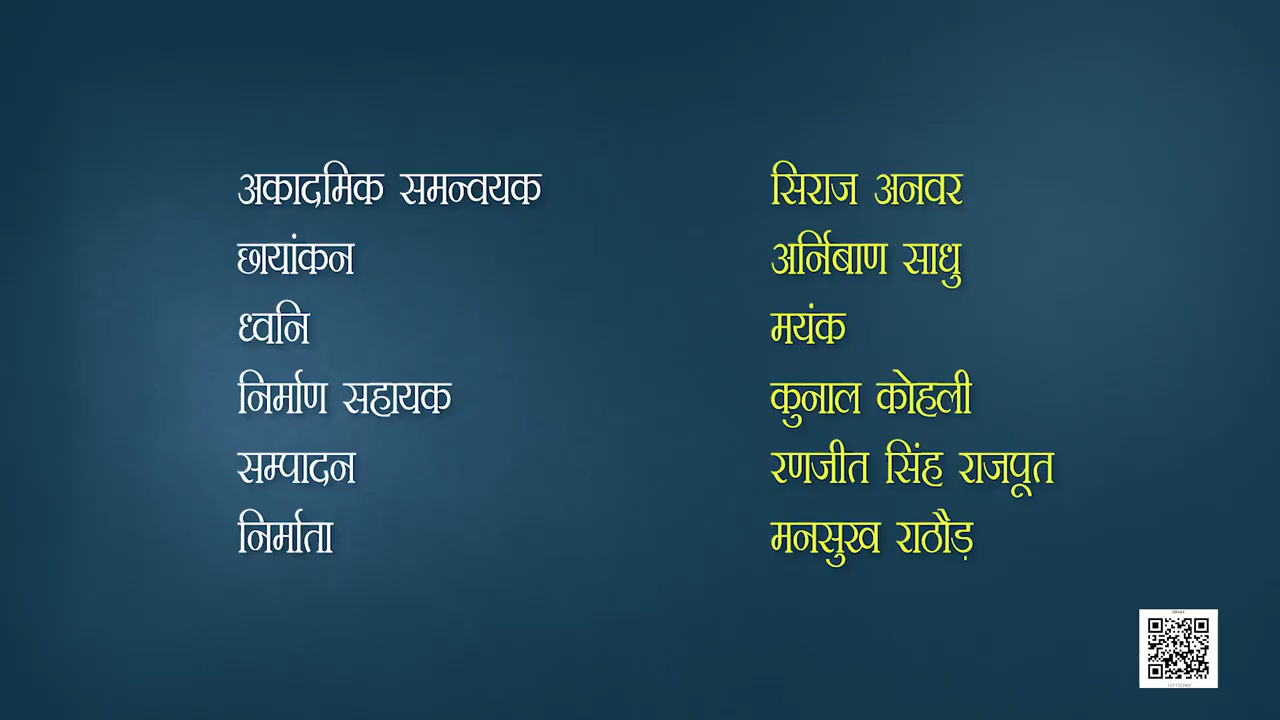 अकादमिक समन्वयक सिराज अनवर
छायांकन अर्निबाण साधु
ध्वनि मयंक
निर्माण सहायक कुनाल कोहली
सम्पादन रणजीत सिंह राजपूत
निर्माता मनसुख राठौड़